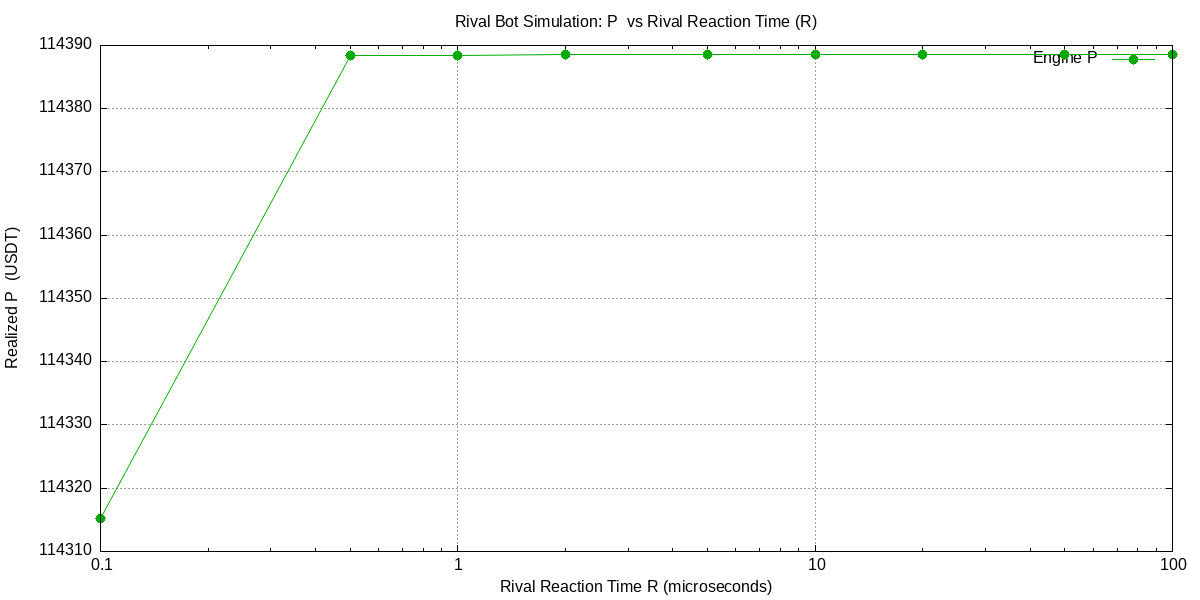 Rival Bot Simulation: P  vs Rival Reaction Time (R)
114390
Engine P
114380
114370
114360
114350
114340
114330
114320
114310
Realized P  (USDT)
0.1 1 10 100
Rival Reaction Time R (microseconds)